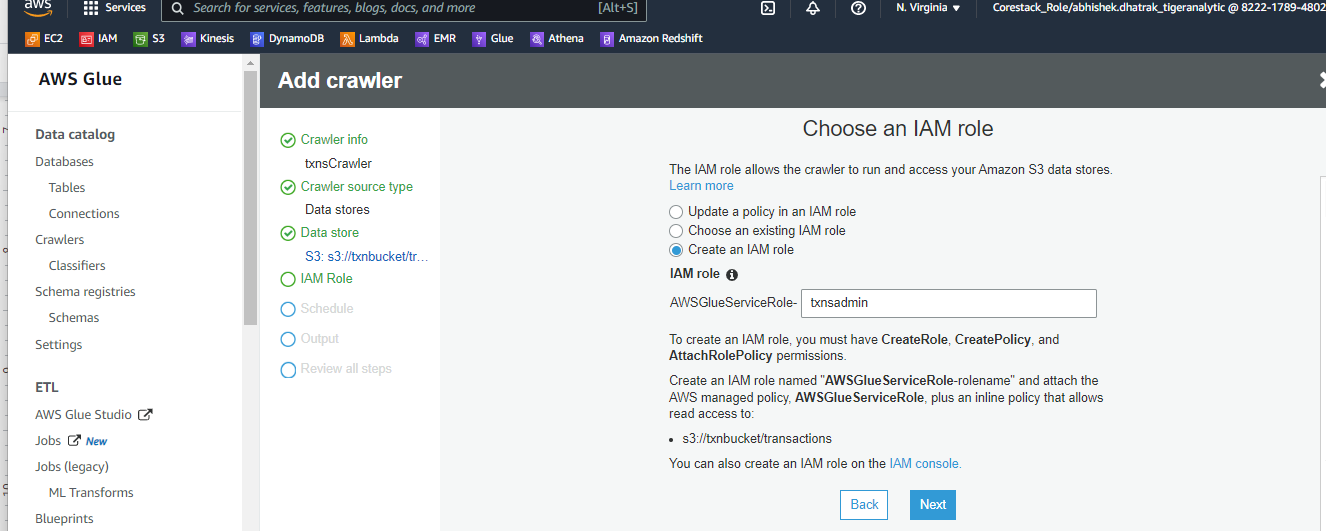 aws
Services
Search for services, features, blogs, docs, and more
[Alt+S]
N. Virginia
Corestack_Role/abhishek.dhatrak_tigeranalytic @ 8222-1789-4802
EC2
IAM
S3
Kinesis
DynamoDB
Lambda
EMR
Glue
Athena
Amazon Redshift
AWS Glue
Data catalog
Databases
Tables
Connections
Crawlers
Classifiers
Schema registries
Schemas
Settings
ETL
AWS Glue Studio
Jobs New
Jobs (legacy)
ML Transforms
Blueprints
Add crawler
Crawler info
txnsCrawler
Crawler source type
Data stores
Data store
S3: s3://txnbucket/tr...
IAM Role
Schedule
Output
Review all steps
Choose an IAM role
The IAM role allows the crawler to run and access your Amazon S3 data stores.
Learn more
Update a policy in an IAM role
Choose an existing IAM role
Create an IAM role
IAM role
AWSGlueServiceRole- txnsadmin
To create an IAM role, you must have CreateRole, CreatePolicy, and
AttachRolePolicy permissions.
Create an IAM role named "AWSGlueServiceRole-rolename" and attach the
AWS managed policy, AWSGlueServiceRole, plus an inline policy that allows
read access to:
• s3://txnbucket/transactions
You can also create an IAM role on the IAM console.
Back
Next